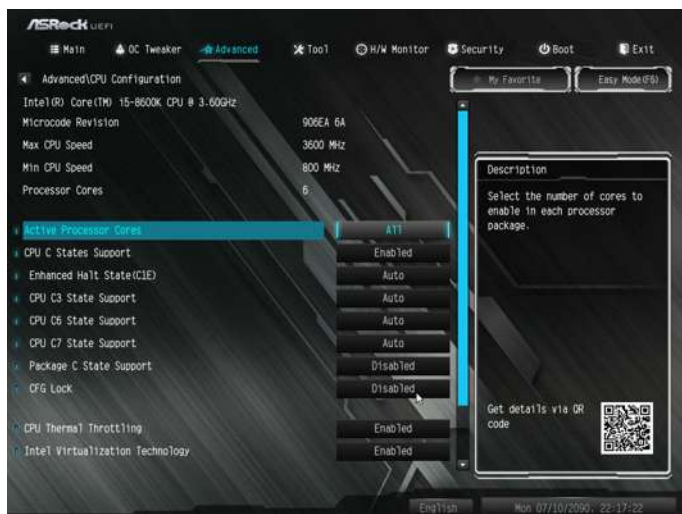 ASRock UEFI
Main OC Tweaker Advanced Tool H/W Monitor Security Boot Exit
Advanced\CPU Configuration
My Favorite Easy Mode(F6)
Intel(R) Core(TM) i5-8600K CPU @ 3.60GHz
Microcode Revision 906EA 6A
Max CPU Speed 3600 MHz
Min CPU Speed 800 MHz
Processor Cores 6
Active Processor Cores All
CPU C States Support Enabled
Enhanced Halt State(C1E) Auto
CPU C3 State Support Auto
CPU C6 State Support Auto
CPU C7 State Support Auto
Package C State Support Disabled
CFG Lock Disabled
CPU Thermal Throttling Enabled
Intel Virtualization Technology Enabled
Description
Select the number of cores to
enable in each processor
package.
Get details via QR
code
English Mon 07/10/2090, 22:17:22